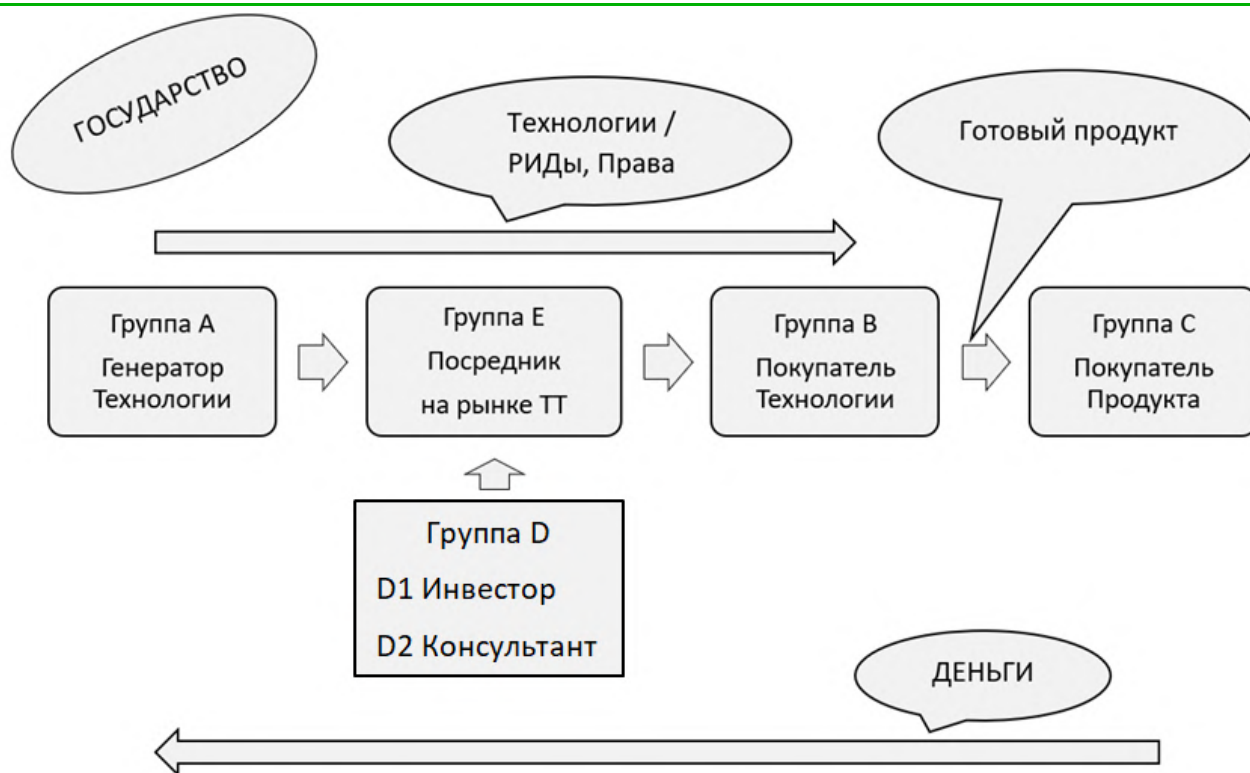 ГОСУДАРСТВО
Технологии /
РИДы, Права
Готовый продукт
Группа A
Генератор
Технологии
Группа E
Посредник
на рынке ТТ
Группа B
Покупатель
Технологии
Группа C
Покупатель
Продукта
Группа D
D1 Инвестор
D2 Консультант
ДЕНЬГИ